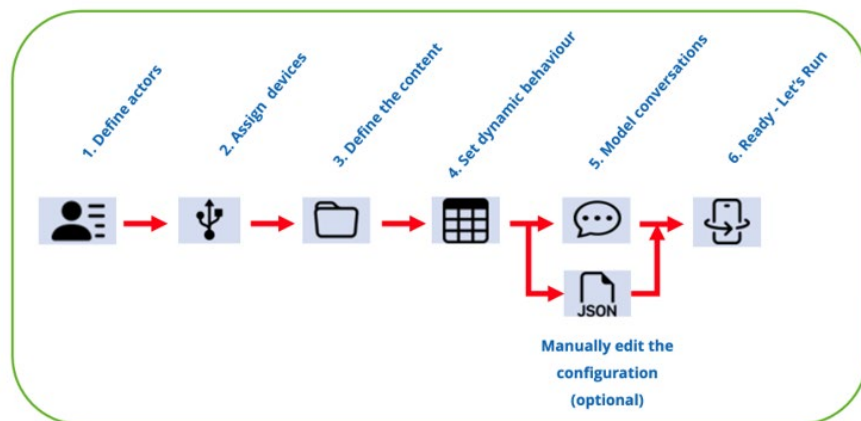 1. Define actors
2. Assign devices
3. Define the content
4. Set dynamic behaviour
5. Model conversations
6. Ready - Let's Run
JSON
Manually edit the
configuration
(optional)